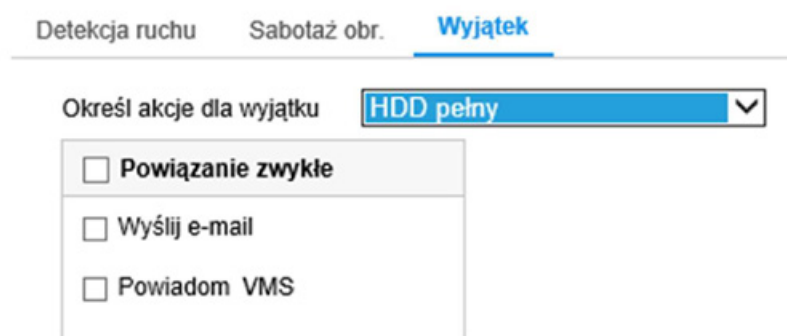 Detekcja ruchu Sabotaż obr. Wyjątek
Określ akcje dla wyjątku HDD pełny
Powiązanie zwykłe
Wyślij e-mail
Powiadom VMS